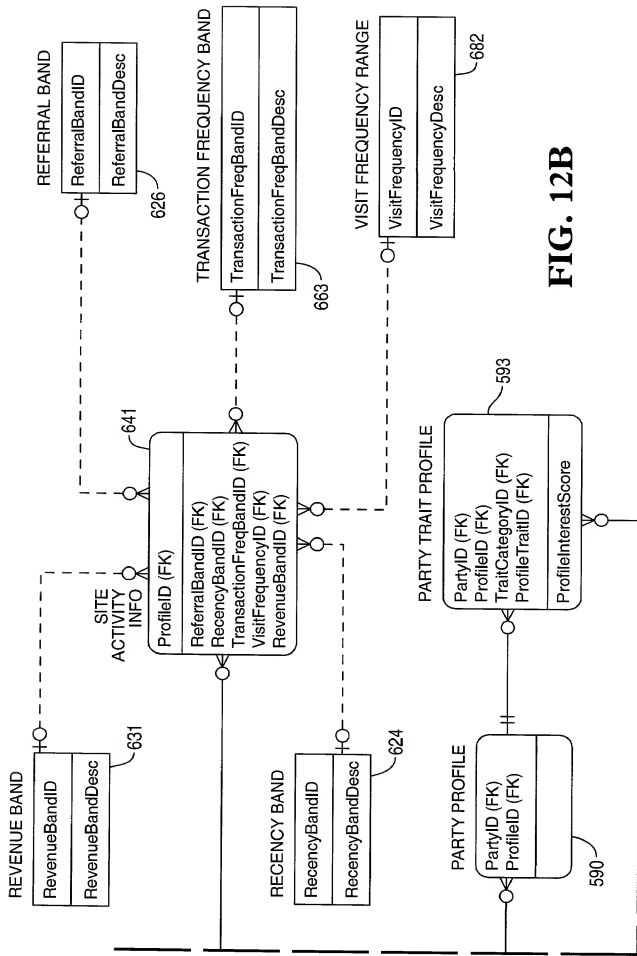 REVENUE BAND
RevenueBandID
RevenueBandDesc
631
REFERRAL BAND
ReferralBandID
ReferralBandDesc
626
SITE
ACTIVITY
INFO
641
ProfileID (FK)
ReferralBandID (FK)
RecencyBandID (FK)
TransactionFreqBandID (FK)
VisitFrequencyID (FK)
RevenueBandID (FK)
TRANSACTION FREQUENCY BAND
TransactionFreqBandID
TransactionFreqBandDesc
663
RECENCY BAND
RecencyBandID
RecencyBandDesc
624
VISIT FREQUENCY RANGE
VisitFrequencyID
VisitFrequencyDesc
682
PARTY PROFILE
PartyID (FK)
ProfileID (FK)
590
PARTY TRAIT PROFILE
593
PartyID (FK)
ProfileID (FK)
TraitCategoryID (FK)
ProfileTraitID (FK)
ProfileInterestScore
FIG. 12B